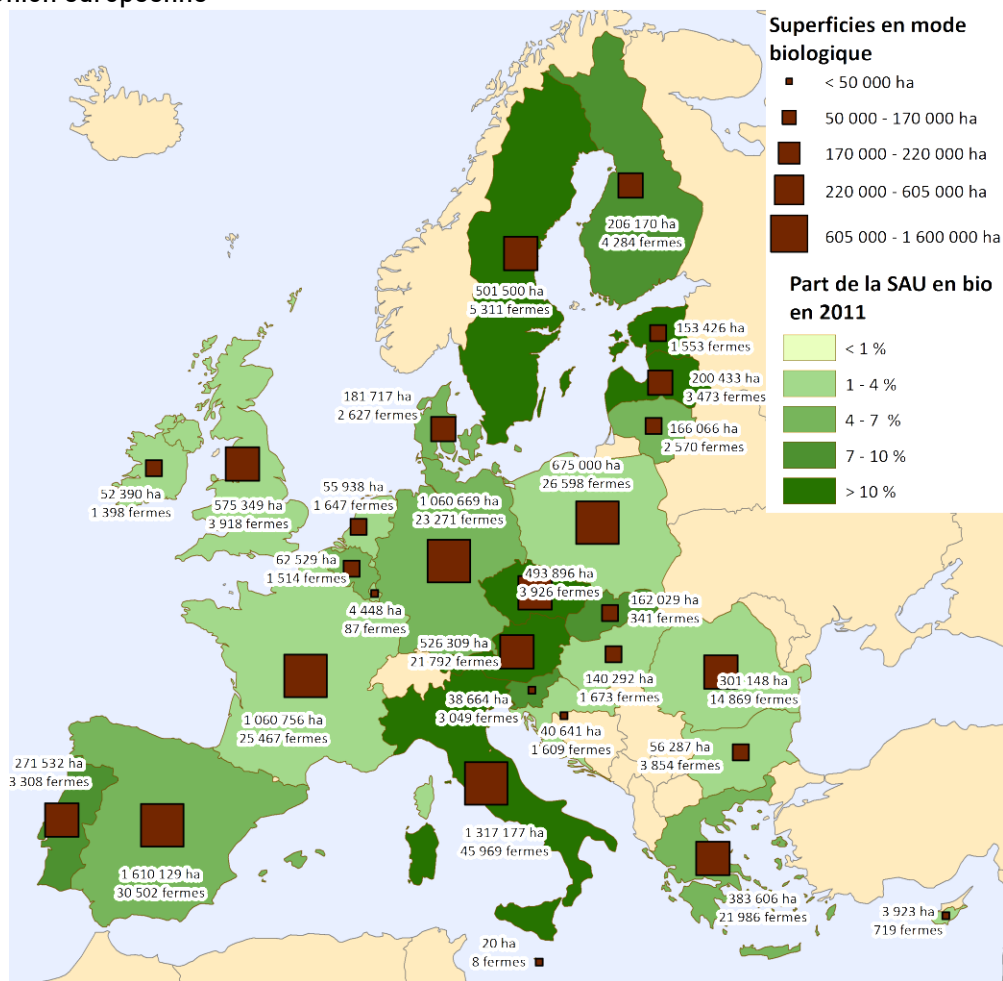 Superficies en mode
biologique
< 50 000 ha
50 000 - 170 000 ha
170 000 - 220 000 ha
220 000 - 605 000 ha
605 000 - 1 600 000 ha
Part de la SAU en bio
en 2011
< 1 %
1 - 4 %
4 - 7 %
7 - 10 %
> 10 %
206 170 ha
4 284 fermes
501 500 ha
5 311 fermes
153 426 ha
1 553 fermes
200 433 ha
3 473 fermes
166 066 ha
2 570 fermes
181 717 ha
2 627 fermes
52 390 ha
1 398 fermes
575 349 ha
3 918 fermes
55 938 ha
1 647 fermes
1 060 669 ha
23 271 fermes
675 000 ha
26 598 fermes
62 529 ha
1 514 fermes
4 448 ha
87 fermes
493 896 ha
3 926 fermes
162 029 ha
341 fermes
526 309 ha
21 792 fermes
140 292 ha
1 673 fermes
301 148 ha
14 869 fermes
38 664 ha
3 049 fermes
40 641 ha
1 609 fermes
56 287 ha
3 854 fermes
1 060 756 ha
25 467 fermes
271 532 ha
3 308 fermes
1 610 129 ha
30 502 fermes
1 317 177 ha
45 969 fermes
383 606 ha
21 986 fermes
3 923 ha
719 fermes
20 ha
8 fermes